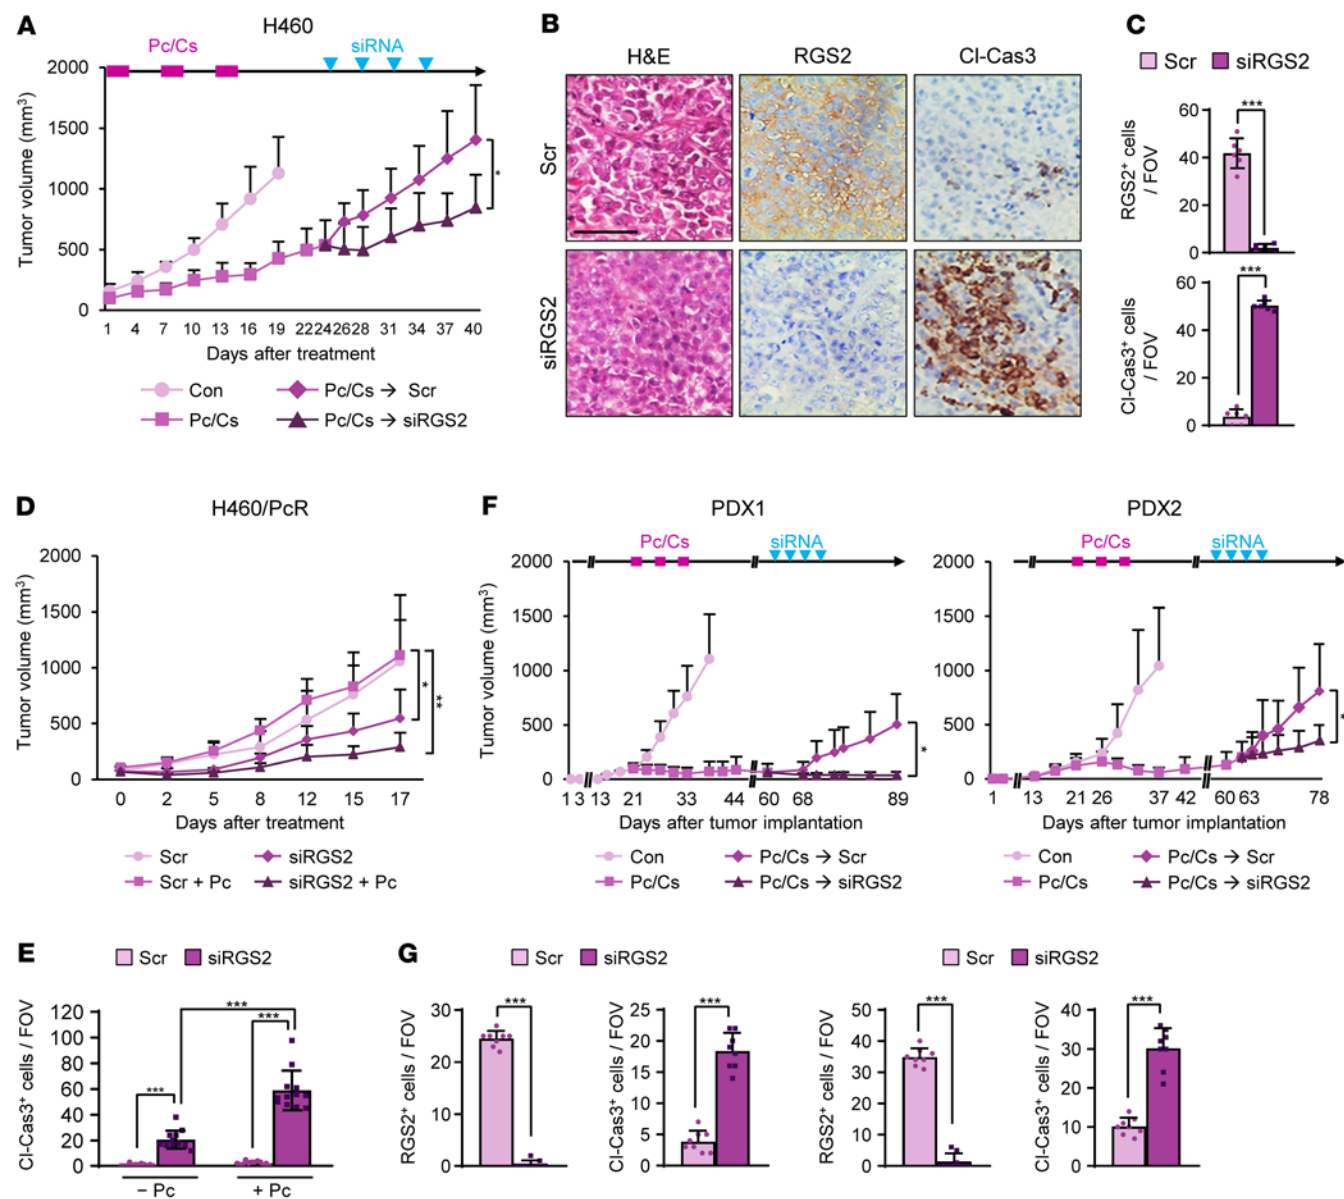 A
H460
Pc/Cs
siRNA
Tumor volume (mm³)
2000
1500
1000
500
0
1 4 7 10 13 16 19 22 24 26 28 31 34 37 40
*
Days after treatment
Con
Pc/Cs → Scr
Pc/Cs
Pc/Cs → siRGS2
B
H&E RGS2 Cl-Cas3
Scr
siRGS2
C
Scr siRGS2
RGS2⁺ cells
/ FOV
60
40
20
0
***
Cl-Cas3⁺ cells
/ FOV
60
40
20
0
***
D
H460/PcR
Tumor volume (mm³)
2000
1500
1000
500
0
0 2 5 8 12 15 17
*
**
Days after treatment
Scr
siRGS2
Scr + Pc
siRGS2 + Pc
F
PDX1
Pc/Cs
siRNA
Tumor volume (mm³)
2000
1500
1000
500
0
1 3 13 21 33 44 60 68 89
*
Days after tumor implantation
Con
Pc/Cs → Scr
Pc/Cs
Pc/Cs → siRGS2
PDX2
Pc/Cs
siRNA
2000
1500
1000
500
0
1 13 21 26 37 42 60 63 78
*
Days after tumor implantation
Con
Pc/Cs → Scr
Pc/Cs
Pc/Cs → siRGS2
E
Scr siRGS2
Cl-Cas3⁺ cells / FOV
120
100
80
60
40
20
0
***
***
***
− Pc + Pc
G
Scr siRGS2
RGS2⁺ cells / FOV
30
20
10
0
***
Cl-Cas3⁺ cells / FOV
25
20
15
10
5
0
***
Scr siRGS2
RGS2⁺ cells / FOV
50
40
30
20
10
0
***
Cl-Cas3⁺ cells / FOV
40
30
20
10
0
***